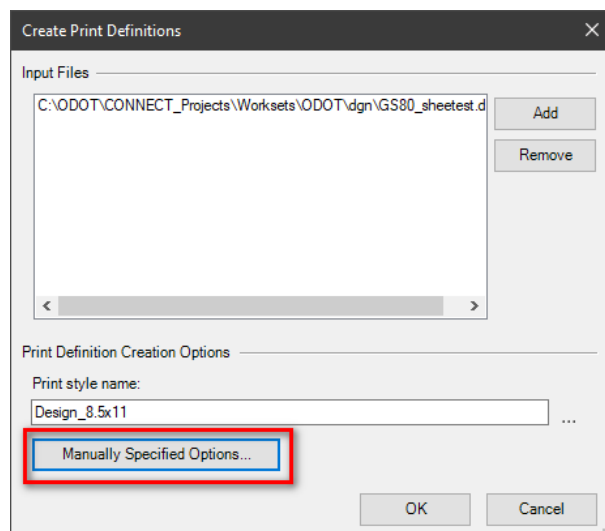 Create Print Definitions
Input Files
C:\ODOT\CONNECT_Projects\Worksets\ODOT\dgn\GS80_sheetest.d
Add
Remove
Print Definition Creation Options
Print style name:
Design_8.5x11
...
Manually Specified Options...
OK
Cancel